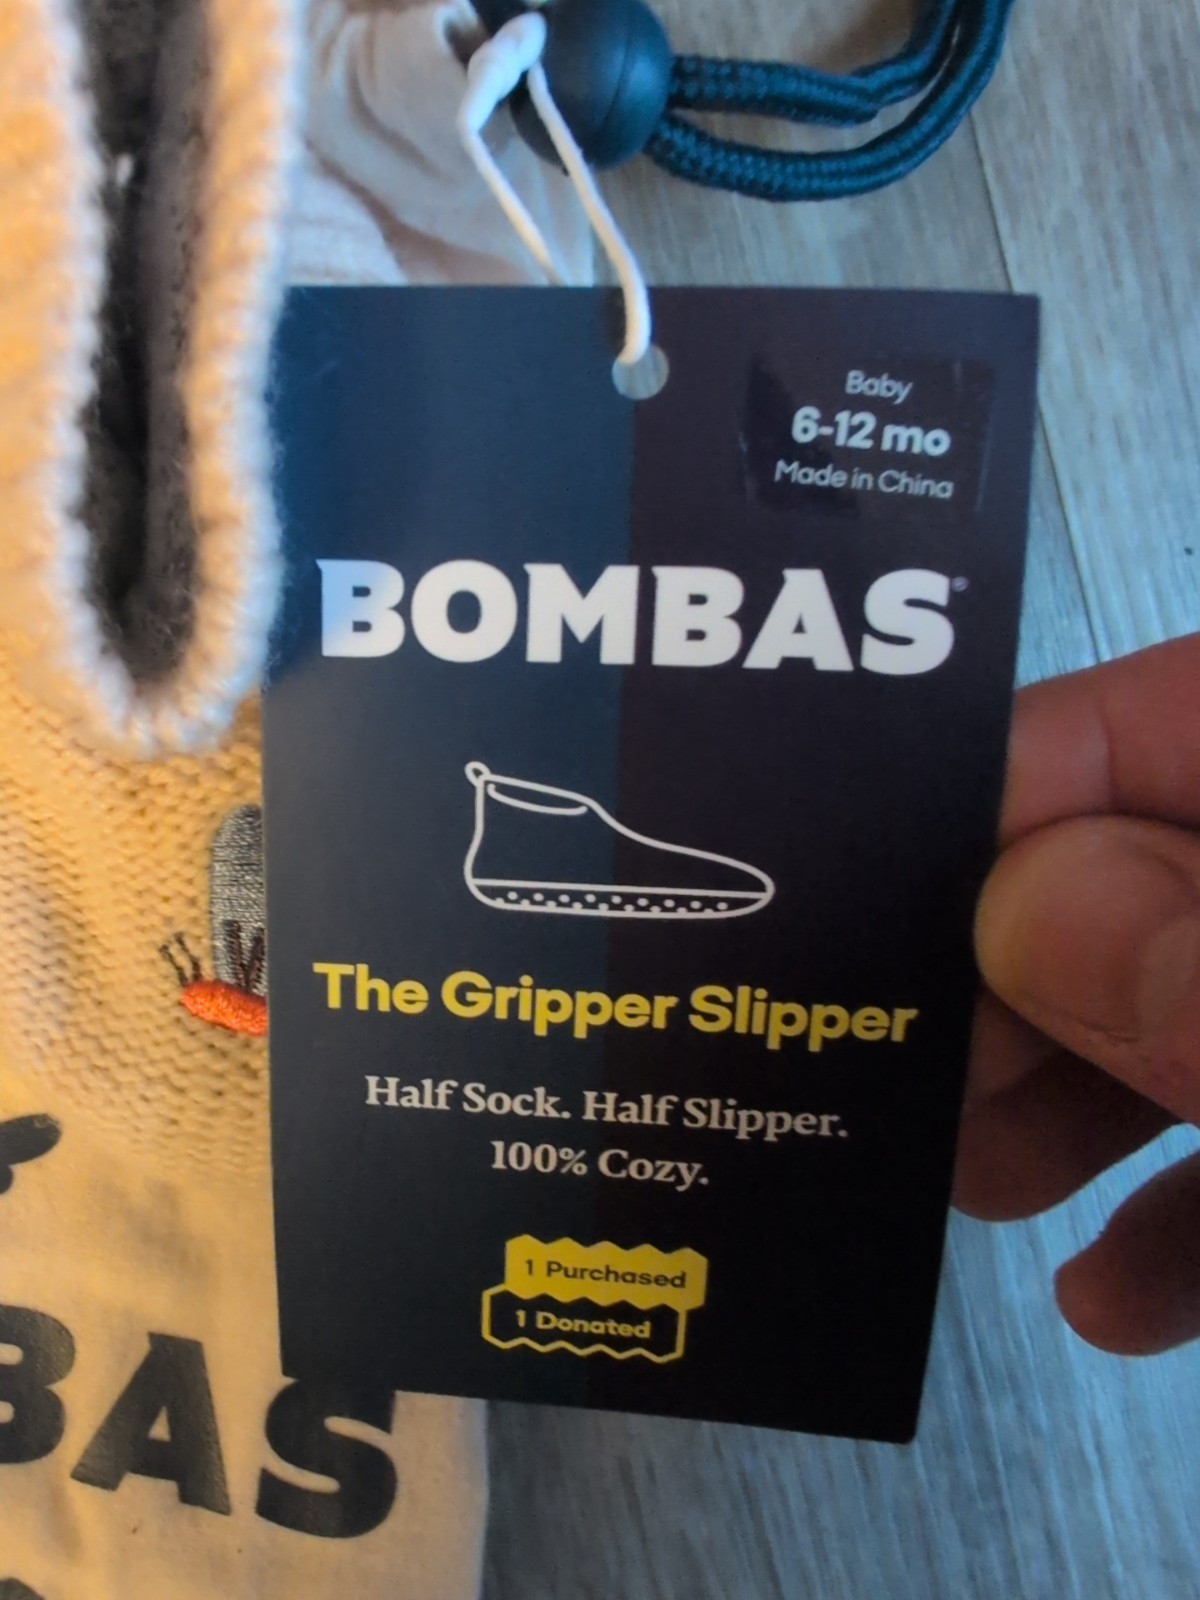 Baby
6-12 mo
Made in China
BOMBAS®
The Gripper Slipper
Half Sock. Half Slipper.
100% Cozy.
1 Purchased
1 Donated
BAS